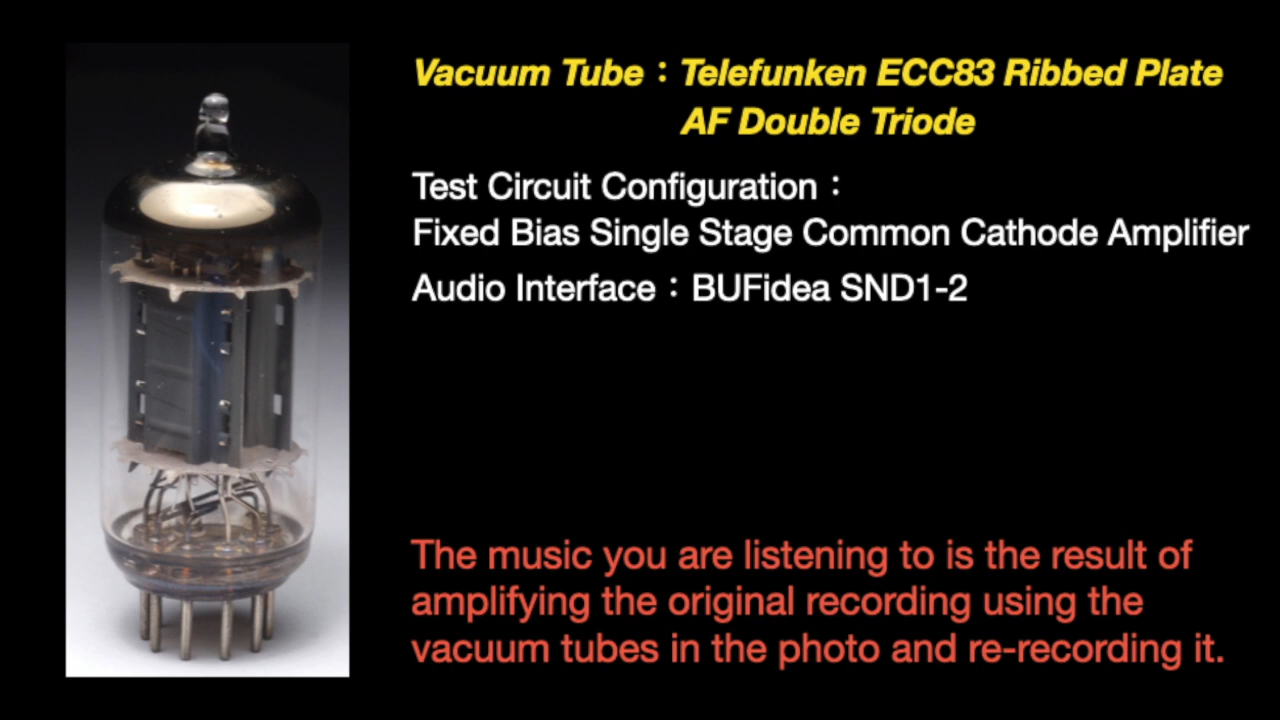 Vacuum Tube：Telefunken ECC83 Ribbed Plate
AF Double Triode
Test Circuit Configuration：
Fixed Bias Single Stage Common Cathode Amplifier
Audio Interface：BUFidea SND1-2
The music you are listening to is the result of
amplifying the original recording using the
vacuum tubes in the photo and re-recording it.